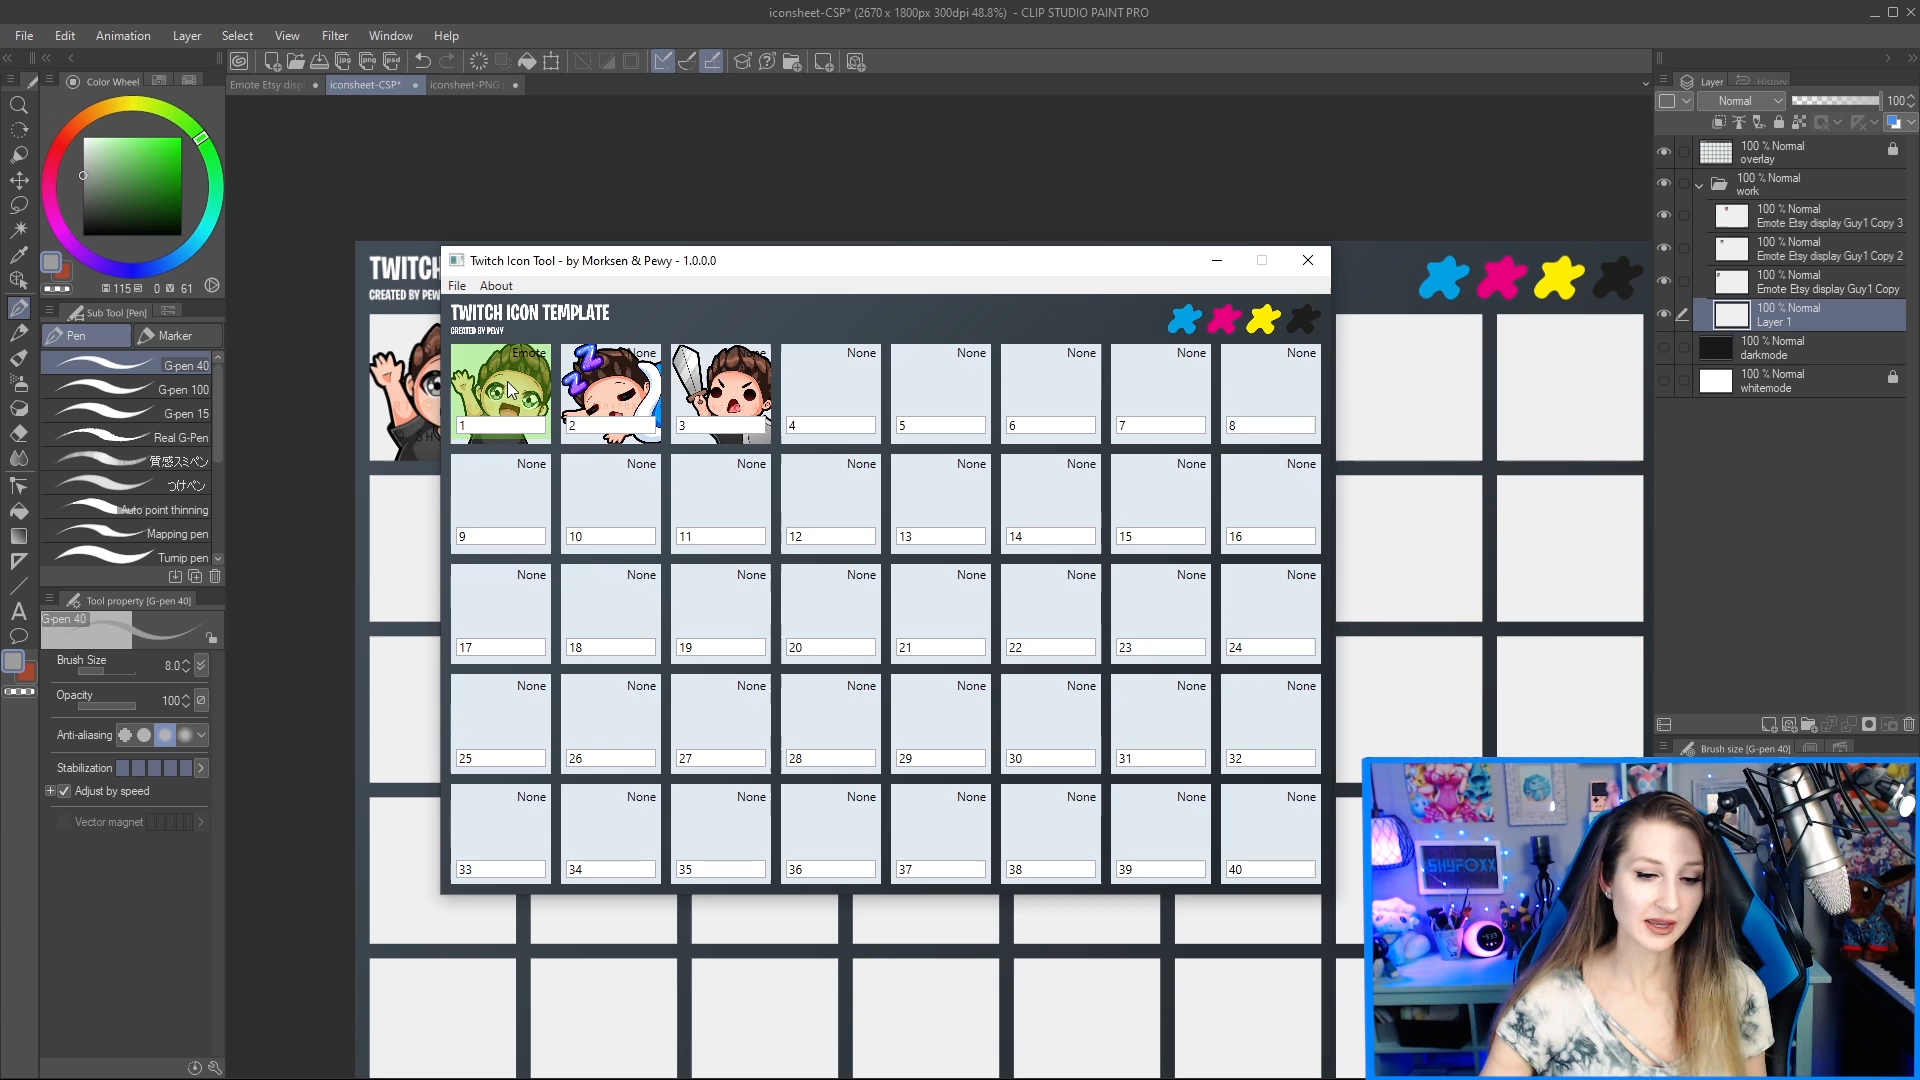 iconsheet-CSP* (2670 x 1800px 300dpi 48.8%) - CLIP STUDIO PAINT PRO
File Edit Animation Layer Select View Filter Window Help
Color Wheel
Emote Etsy disp
iconsheet-CSP*
iconsheet-PNG
Layer
History
Normal
100
115
0
V
61
Sub Tool [Pen]
Pen
Marker
G-pen 40
G-pen 100
G-pen 15
Real G-Pen
質感スミペン
つけペン
Auto point thinning
Mapping pen
Turnip pen
Tool property [G-pen 40]
G-pen 40
Brush Size
8.0
Opacity
100
Anti-aliasing
Stabilization
Adjust by speed
Vector magnet
TWITCH
CREATED BY PEW
Twitch Icon Tool - by Morksen & Pewy - 1.0.0.0
File About
TWITCH ICON TEMPLATE
CREATED BY PEWY
Emote None None None None None None None
1 2 3 4 5 6 7 8
None None None None None None None None
9 10 11 12 13 14 15 16
None None None None None None None None
17 18 19 20 21 22 23 24
None None None None None None None None
25 26 27 28 29 30 31 32
None None None None None None None None
33 34 35 36 37 38 39 40
100 % Normal
overlay
100 % Normal
work
100 % Normal
Emote Etsy display Guy1 Copy 3
100 % Normal
Emote Etsy display Guy1 Copy 2
100 % Normal
Emote Etsy display Guy1 Copy
100 % Normal
Layer 1
100 % Normal
darkmode
100 % Normal
whitemode
Brush size [G-pen 40]
SHYFOXX